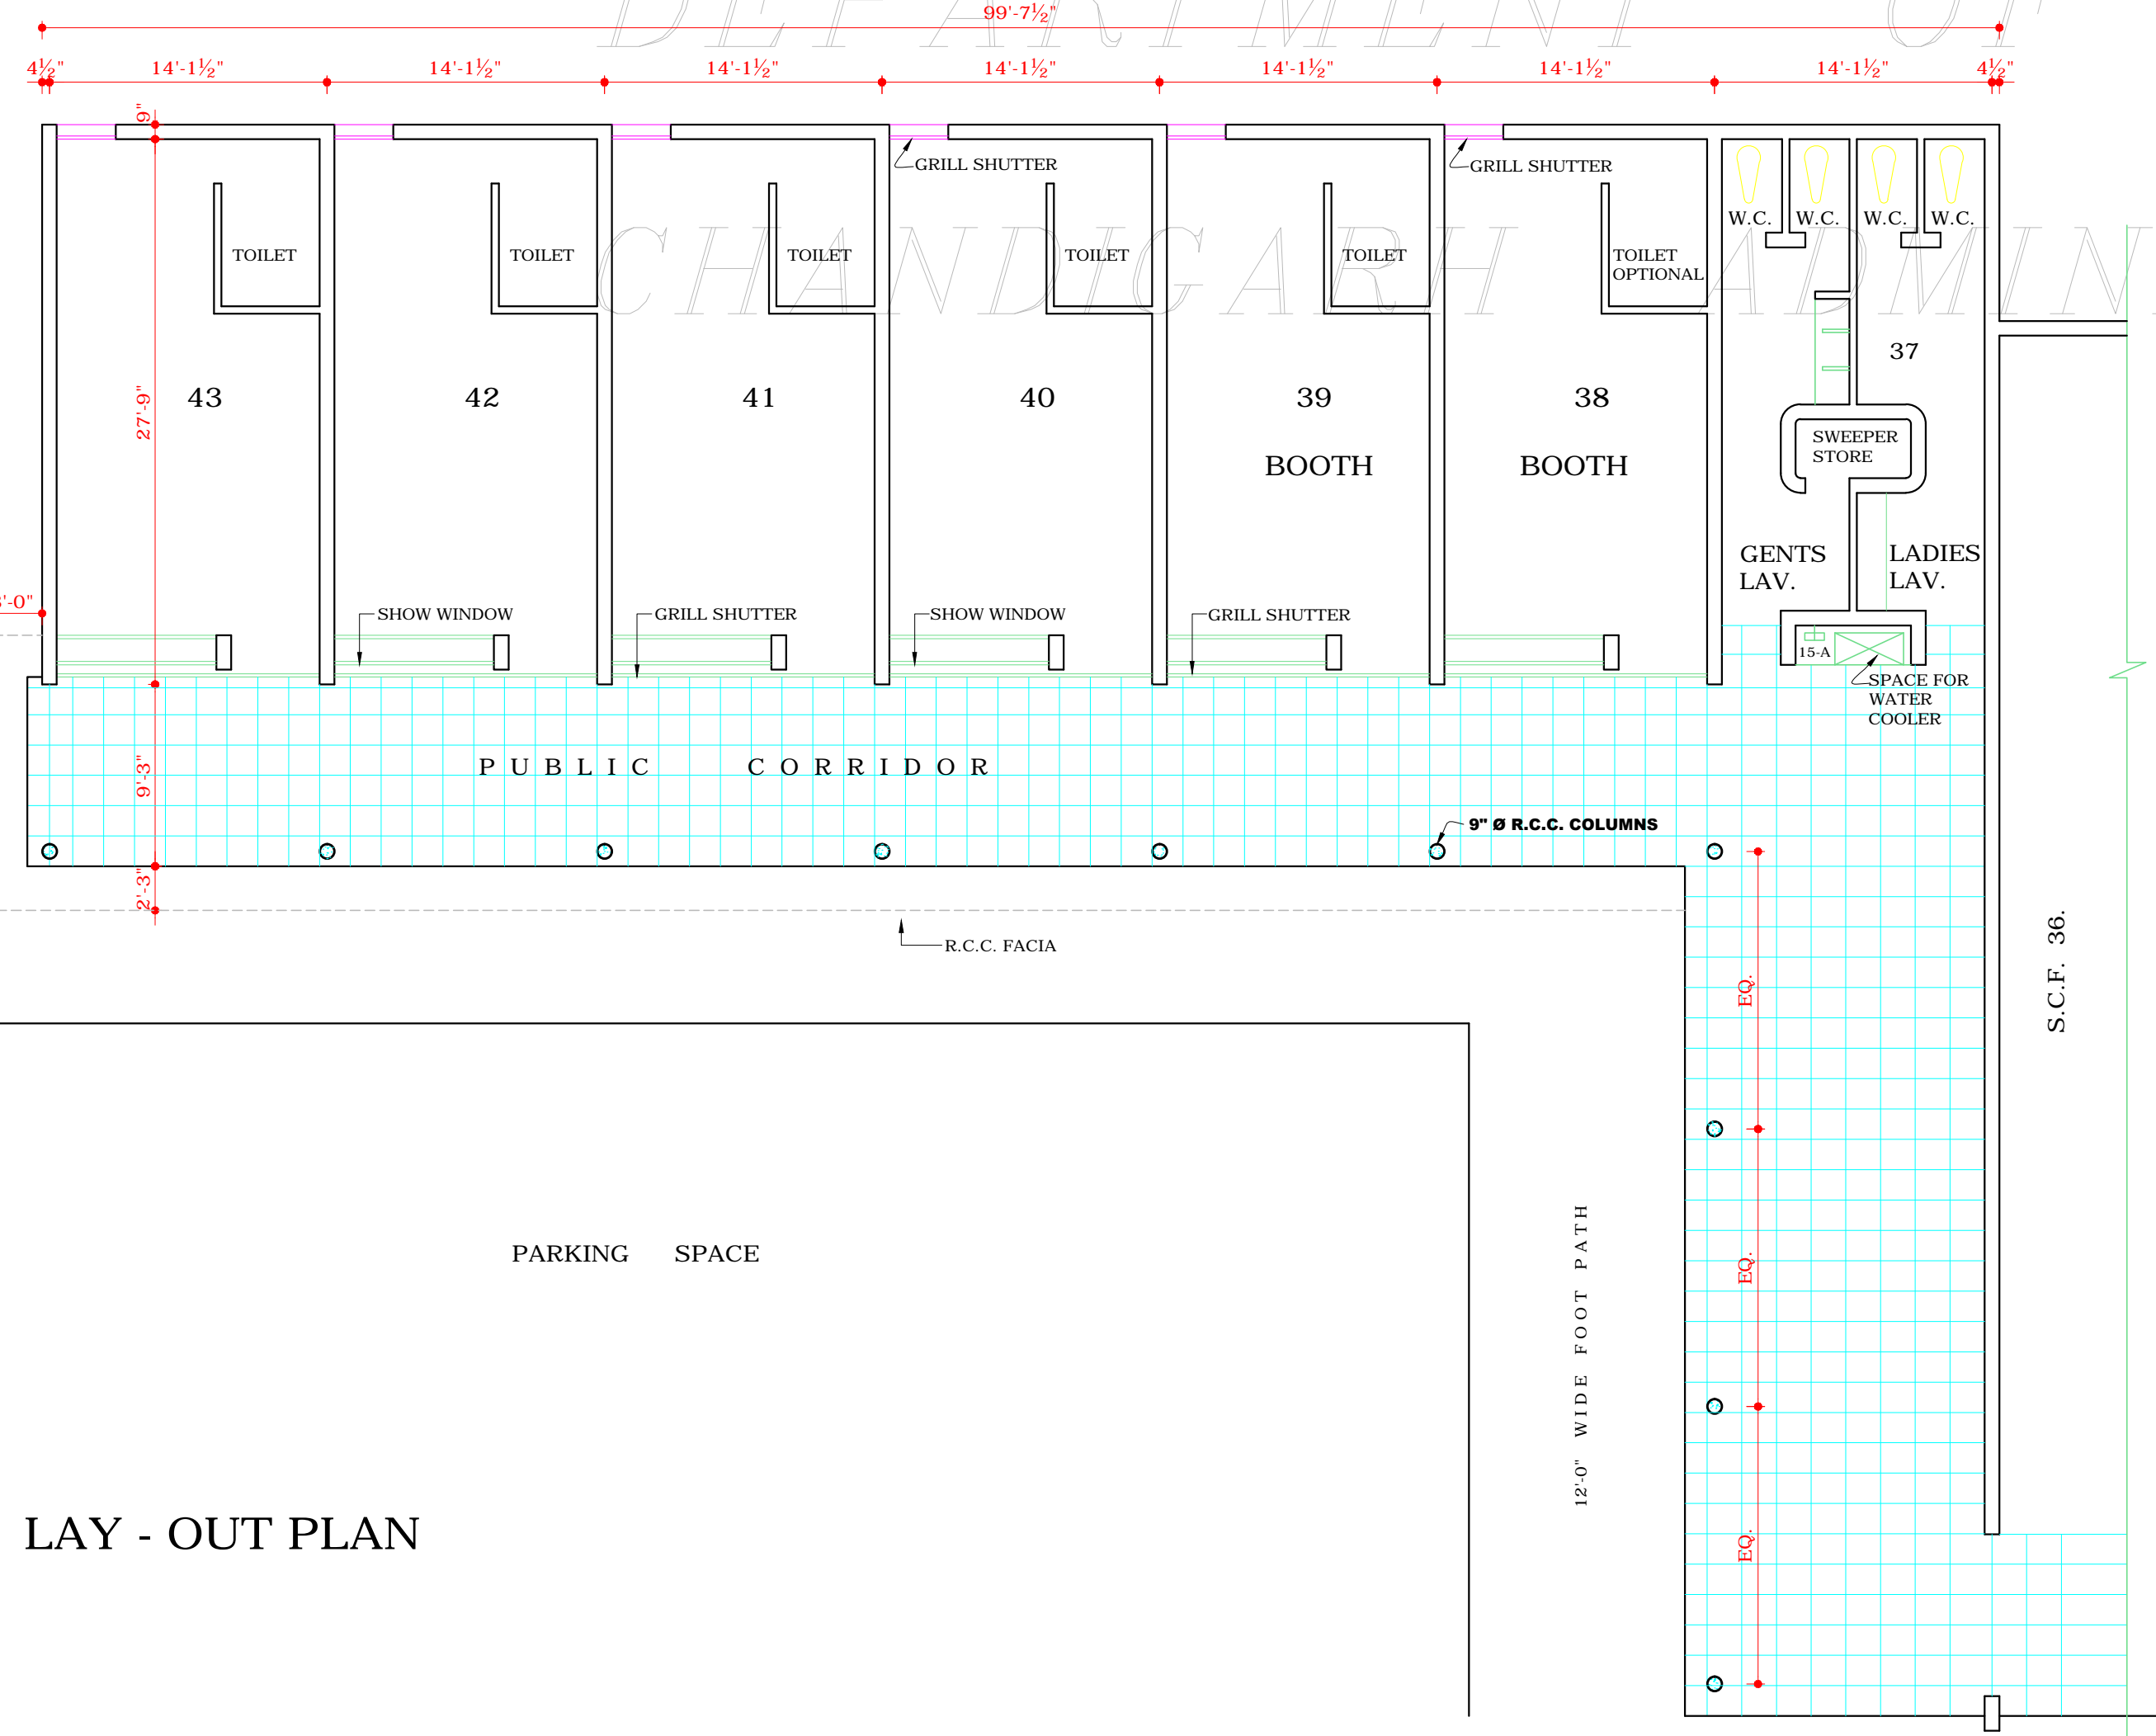 DEPARTMENT OF
99'-7½"
4½" 14'-1½" 14'-1½" 14'-1½" 14'-1½" 14'-1½" 14'-1½" 14'-1½" 4½"
9"
GRILL SHUTTER
GRILL SHUTTER
W.C. W.C. W.C. W.C.
CHANDIGARH ADMIN
TOILET
TOILET
TOILET
TOILET
TOILET
TOILET
OPTIONAL
37
27'-9"
43 42 41 40 39 38
BOOTH
BOOTH
SWEEPER
STORE
GENTS
LAV.
LADIES
LAV.
'-0"
SHOW WINDOW
GRILL SHUTTER
SHOW WINDOW
GRILL SHUTTER
15-A
SPACE FOR
WATER
COOLER
9'-3"
PUBLIC CORRIDOR
9" Ø R.C.C. COLUMNS
2'-3"
R.C.C. FACIA
S.C.F. 36.
EQ.
EQ.
EQ.
PARKING SPACE
12'-0" WIDE FOOT PATH
LAY - OUT PLAN